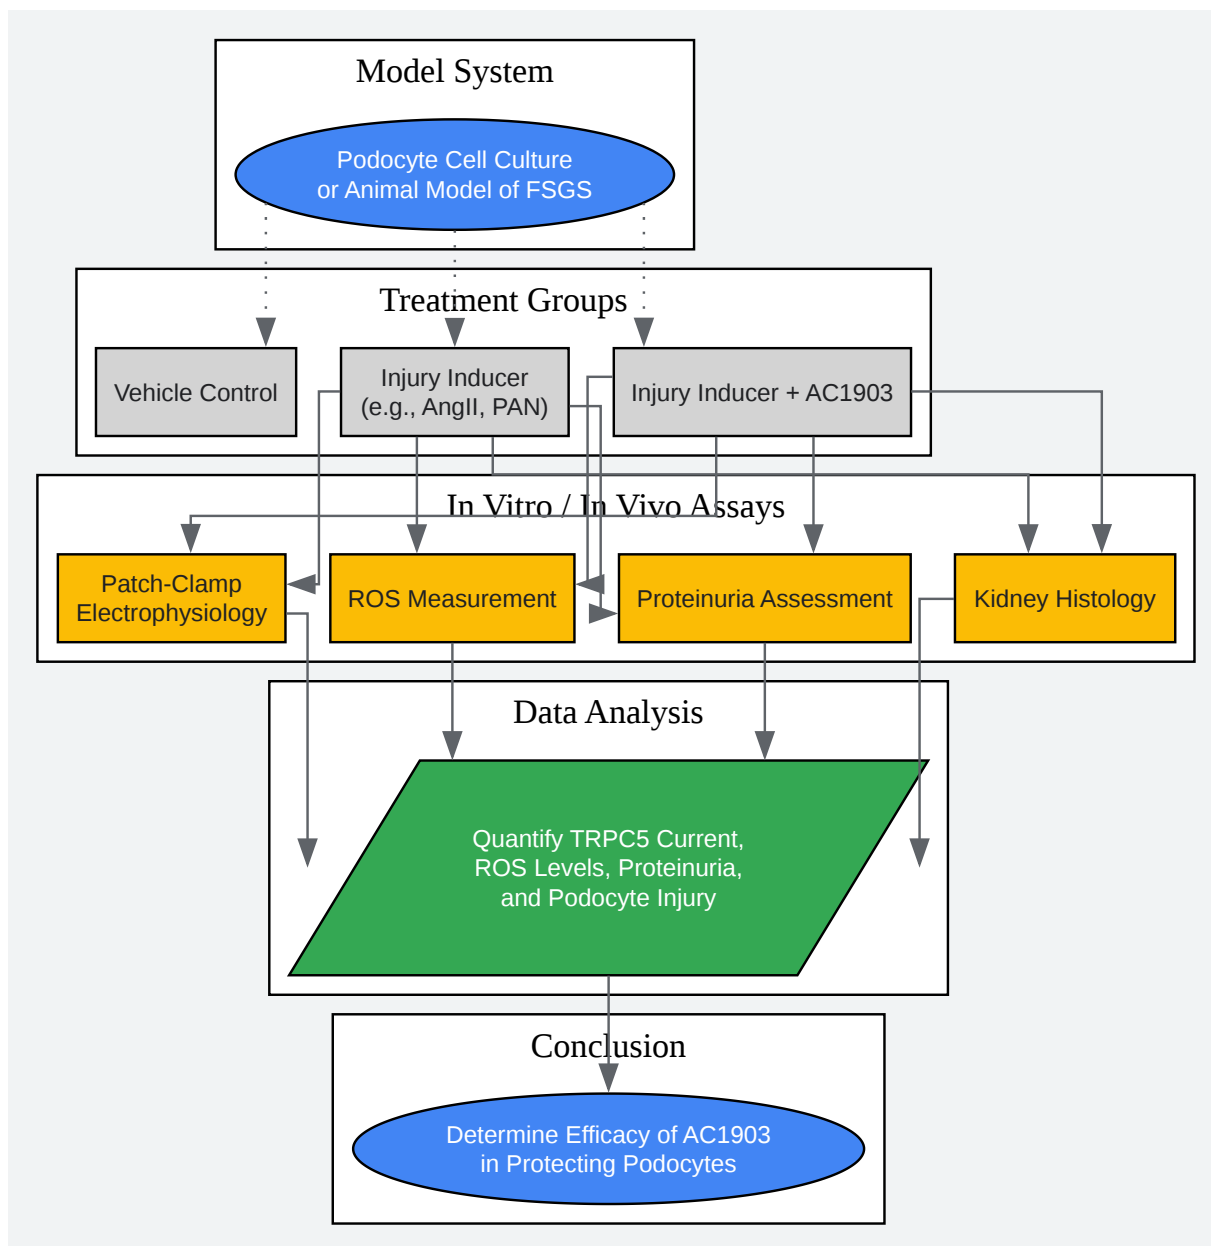 Model System
Podocyte Cell Culture
or Animal Model of FSGS
Treatment Groups
Vehicle Control
Injury Inducer
(e.g., AngII, PAN)
Injury Inducer + AC1903
In Vitro / In Vivo Assays
Patch-Clamp
Electrophysiology
ROS Measurement
Proteinuria Assessment
Kidney Histology
Data Analysis
Quantify TRPC5 Current,
ROS Levels, Proteinuria,
and Podocyte Injury
Conclusion
Determine Efficacy of AC1903
in Protecting Podocytes